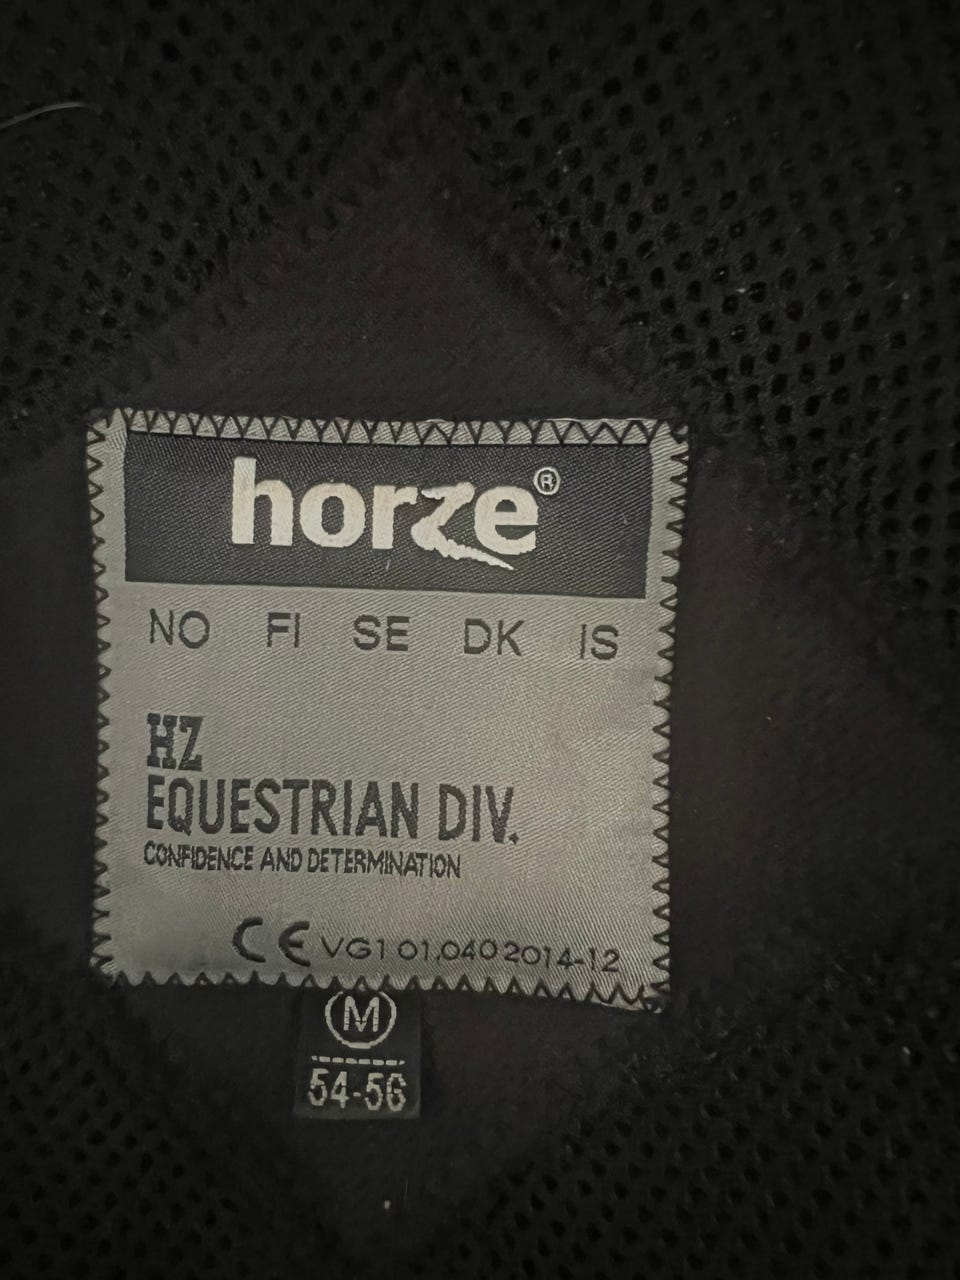 horze®
NO FI SE DK IS
HZ
EQUESTRIAN DIV.
CONFIDENCE AND DETERMINATION
CE VG1 01.040 2014-12
M
54-56